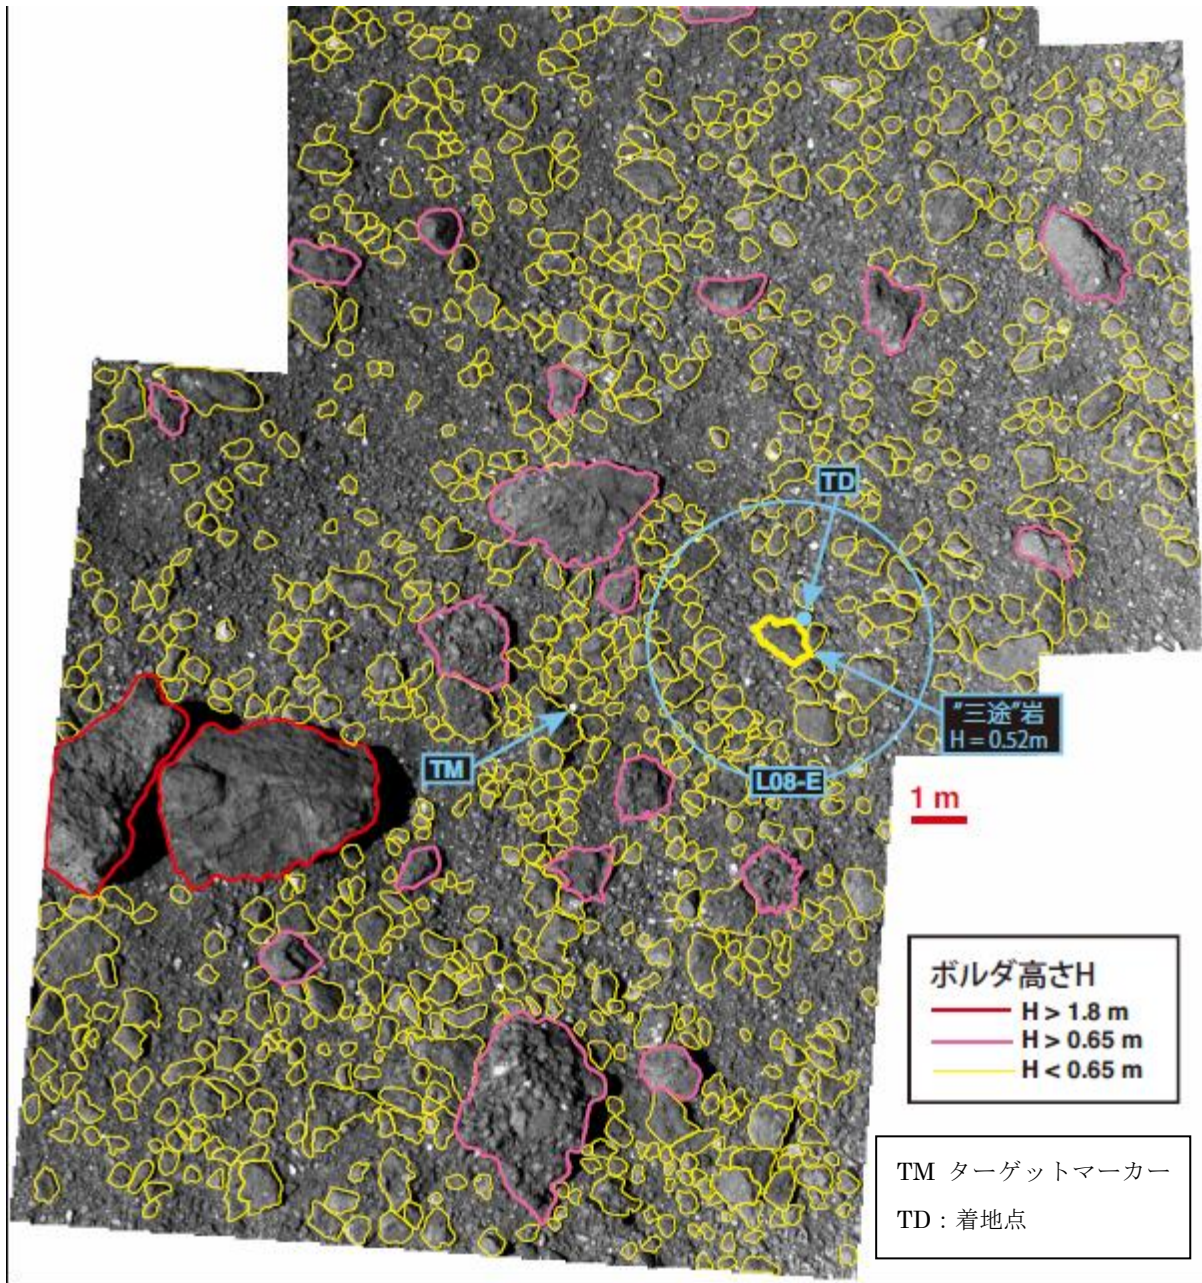 TD
"三途"岩
H = 0.52m
TM
L08-E
1 m
ボルダ高さH
H > 1.8 m
H > 0.65 m
H < 0.65 m
TM ターゲットマーカー
TD：着地点